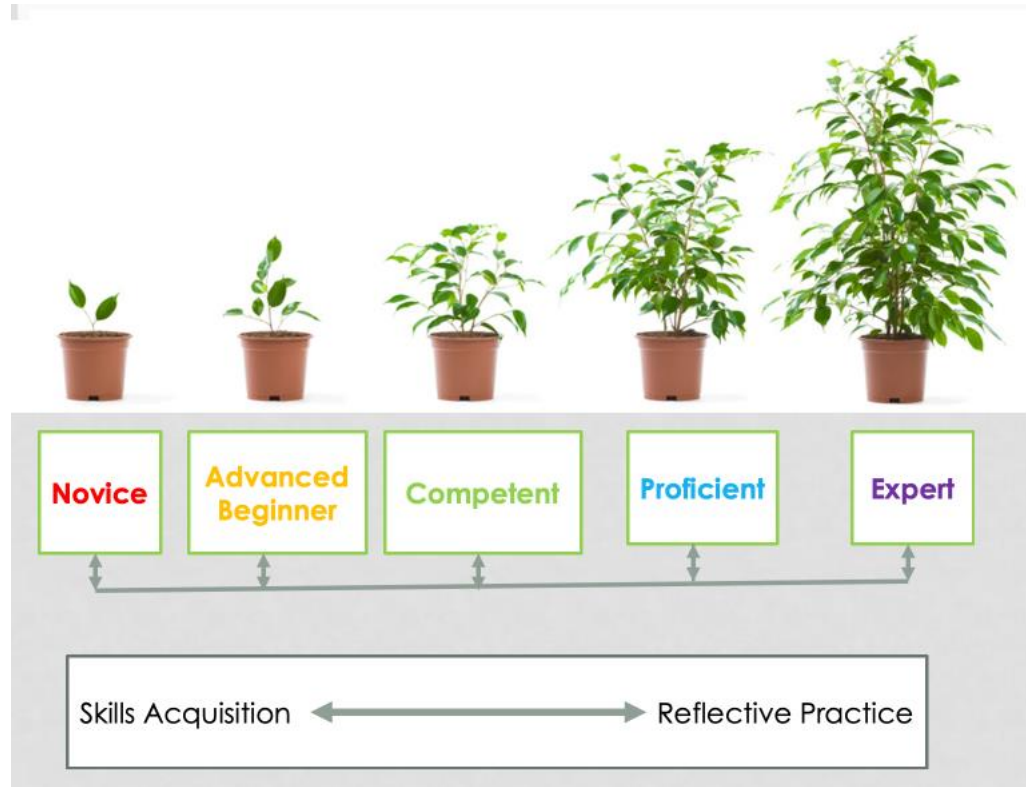 Novice
Advanced
Beginner
Competent
Proficient
Expert
Skills Acquisition
Reflective Practice